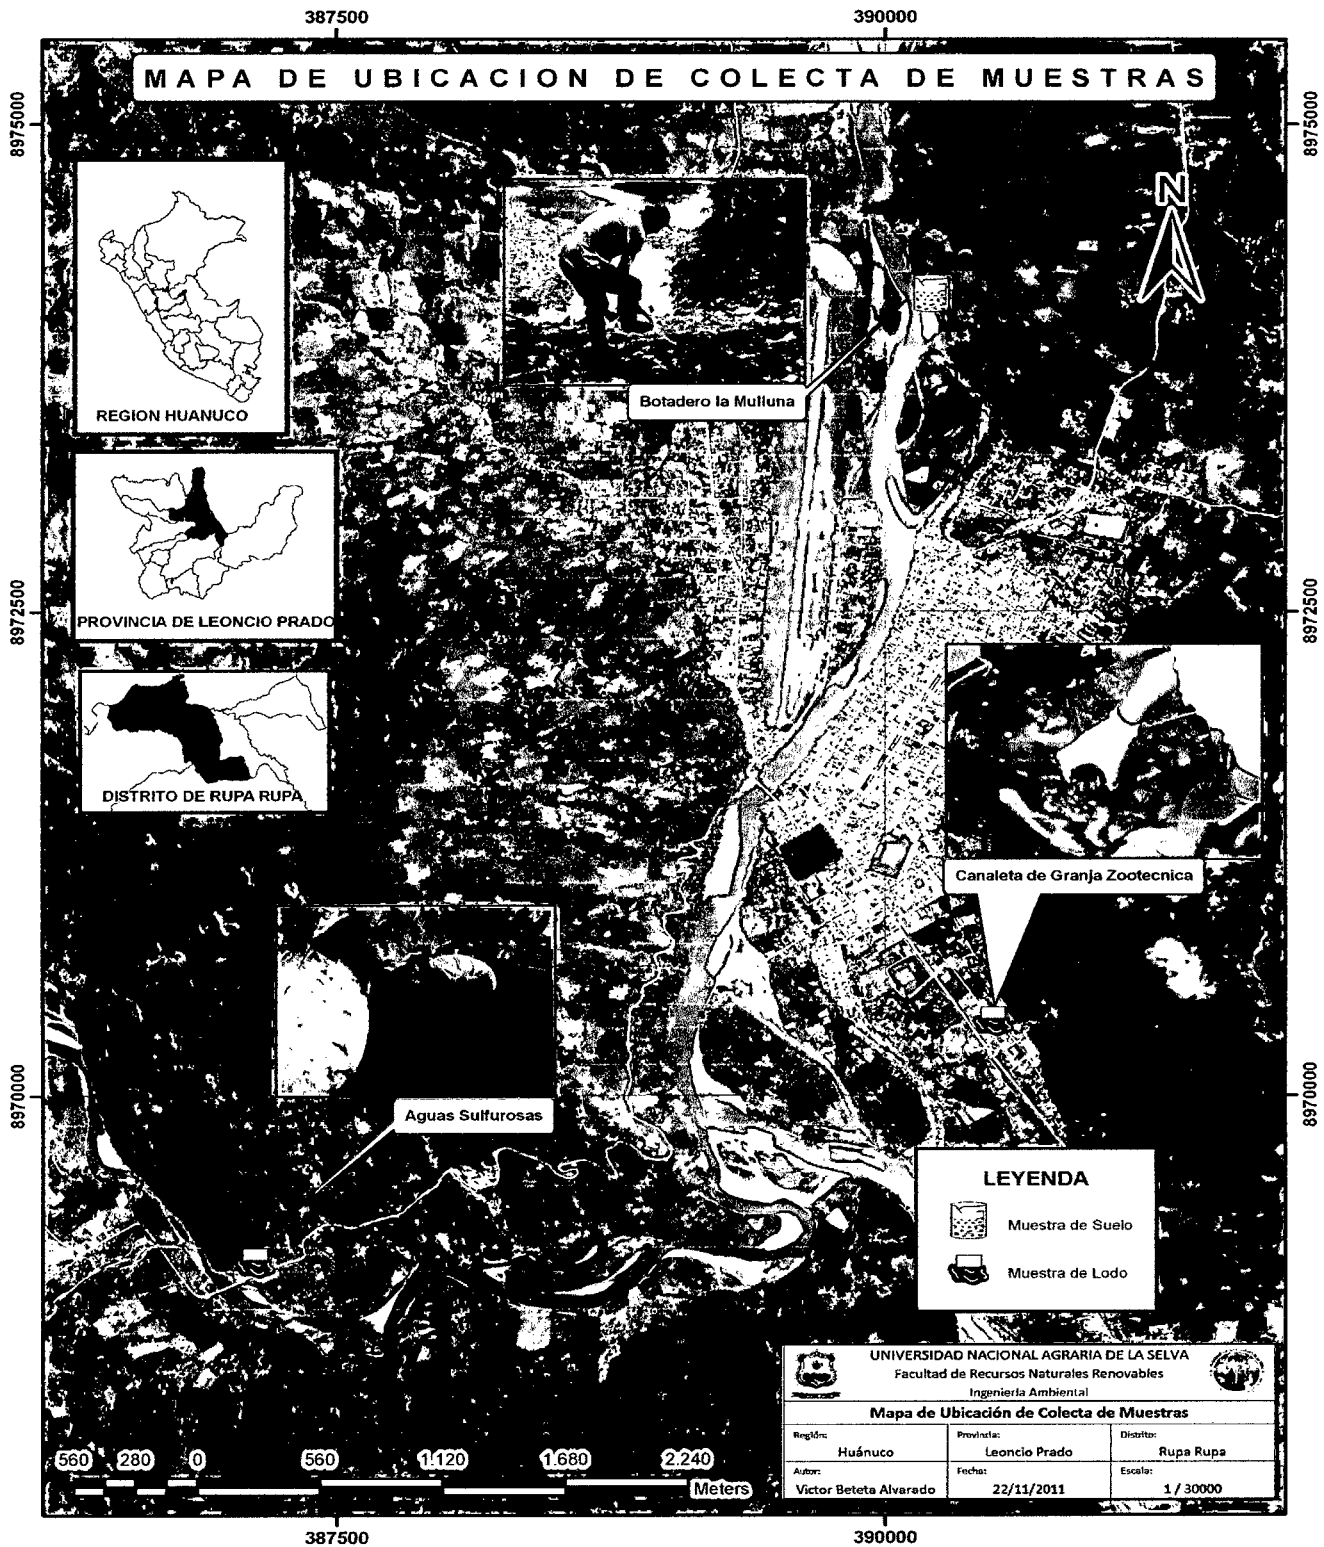 387500
390000
MAPA DE UBICACION DE COLECTA DE MUESTRAS
8975000
8975000
N
REGION HUANUCO
Botadero la Mulluna
PROVINCIA DE LEONCIO PRADO
8972500
8972500
DISTRITO DE RUPA RUPA
Canaleta de Granja Zootecnica
8970000
8970000
Aguas Sulfurosas
LEYENDA
Muestra de Suelo
Muestra de Lodo
UNIVERSIDAD NACIONAL AGRARIA DE LA SELVA
Facultad de Recursos Naturales Renovables
Ingeniería Ambiental
Mapa de Ubicación de Colecta de Muestras
Región:
Huánuco
Provincia:
Leoncio Prado
Distrito:
Rupa Rupa
Autor:
Victor Beteta Alvarado
Fecha:
22/11/2011
Escala:
1 / 30000
560 280 0 560 1.120 1.680 2.240
Meters
387500
390000